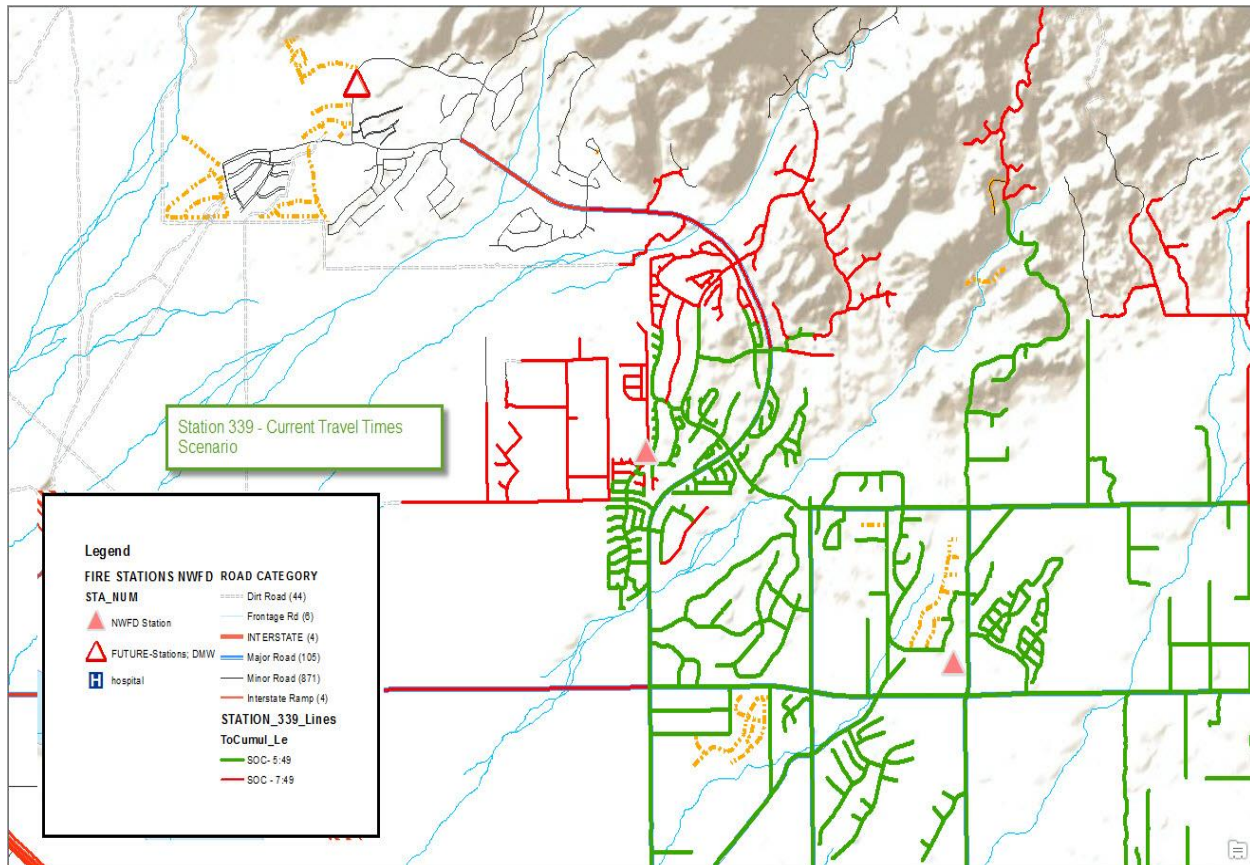 Station 339 - Current Travel Times
Scenario
Legend
FIRE STATIONS NWFD
STA_NUM
NWFD Station
FUTURE-Stations; DMW
hospital
ROAD CATEGORY
Dirt Road (44)
Frontage Rd (6)
INTERSTATE (4)
Major Road (105)
Minor Road (871)
Interstate Ramp (4)
STATION_339_Lines
ToCumul_Le
SOC- 5:49
SOC - 7:49